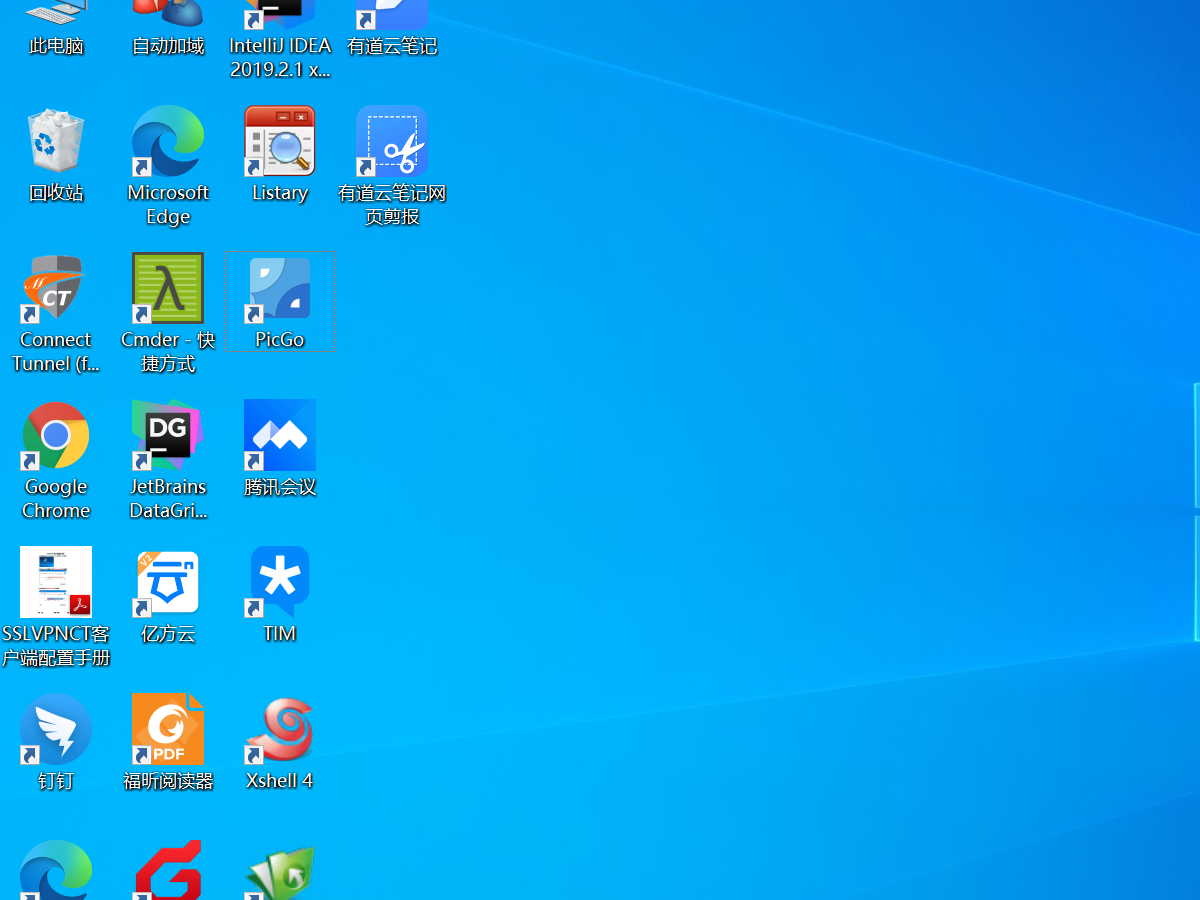 此电脑
自动加域
IntelliJ IDEA
2019.2.1 x...
有道云笔记
回收站
Microsoft
Edge
Listary
有道云笔记网
页剪报
Connect
Tunnel (f...
CT
Cmder - 快
捷方式
PicGo
Google
Chrome
DG
JetBrains
DataGri...
腾讯会议
SSLVPNCT客
户端配置手册
V2
亿方云
TIM
钉钉
PDF
福昕阅读器
Xshell 4